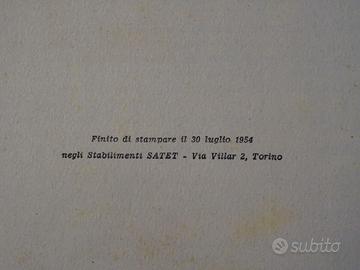 Finito di stampare il 30 luglio 1954
negli Stabilimenti SATET - Via Villar 2, Torino
subito